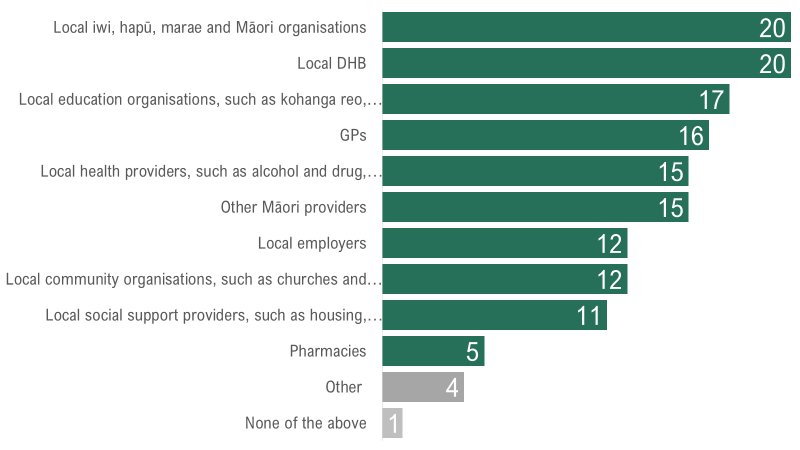 Local iwi, hapū, marae and Māori organisations 20
Local DHB 20
Local education organisations, such as kohanga reo,… 17
GPs 16
Local health providers, such as alcohol and drug,… 15
Other Māori providers 15
Local employers 12
Local community organisations, such as churches and… 12
Local social support providers, such as housing,… 11
Pharmacies 5
Other 4
None of the above 1